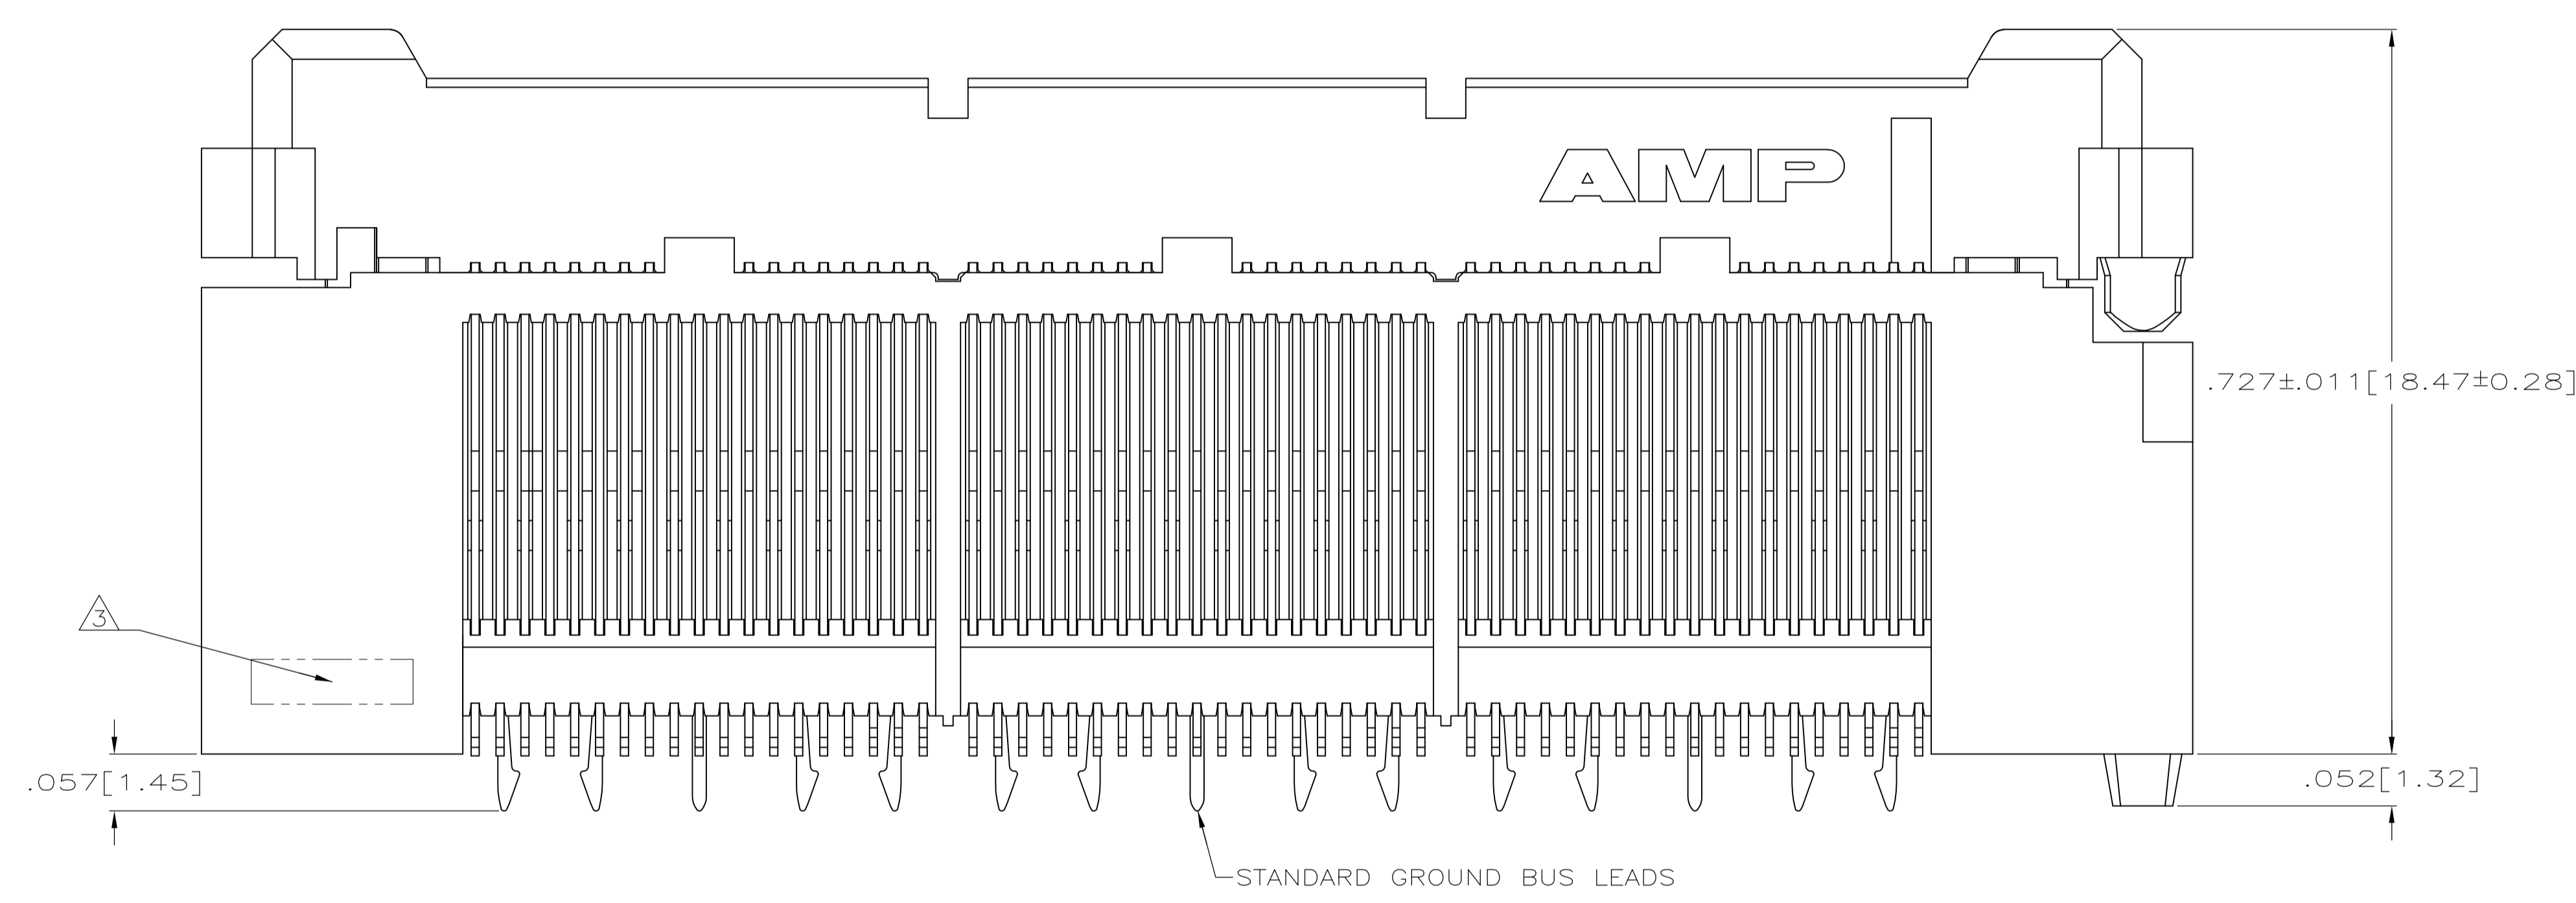 AMP
.727±.011[18.47±0.28]
3
.057[1.45]
.052[1.32]
STANDARD GROUND BUS LEADS